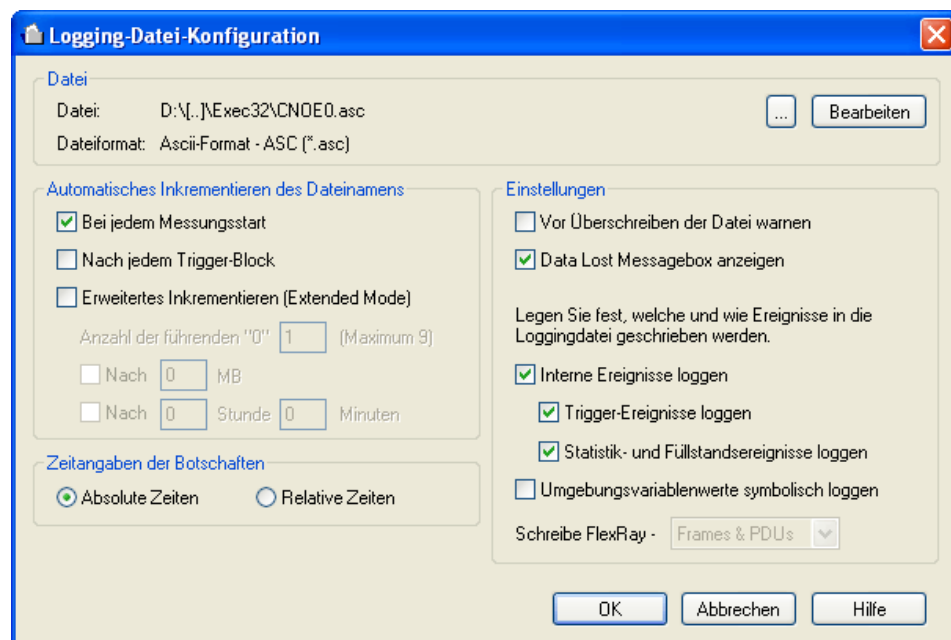 Logging-Datei-Konfiguration
Datei
Datei: D:\[..]\Exec32\CNOE0.asc ... Bearbeiten
Dateiformat: Ascii-Format - ASC (*.asc)
Automatisches Inkrementieren des Dateinamens
Bei jedem Messungsstart
Nach jedem Trigger-Block
Erweitertes Inkrementieren (Extended Mode)
Anzahl der führenden "0" 1 (Maximum 9)
Nach 0 MB
Nach 0 Stunde 0 Minuten
Zeitangaben der Botschaften
Absolute Zeiten Relative Zeiten
Einstellungen
Vor Überschreiben der Datei warnen
Data Lost Messagebox anzeigen
Legen Sie fest, welche und wie Ereignisse in die
Loggingdatei geschrieben werden.
Interne Ereignisse loggen
Trigger-Ereignisse loggen
Statistik- und Füllstandsereignisse loggen
Umgebungsvariablenwerte symbolisch loggen
Schreibe FlexRay - Frames & PDUs
OK Abbrechen Hilfe